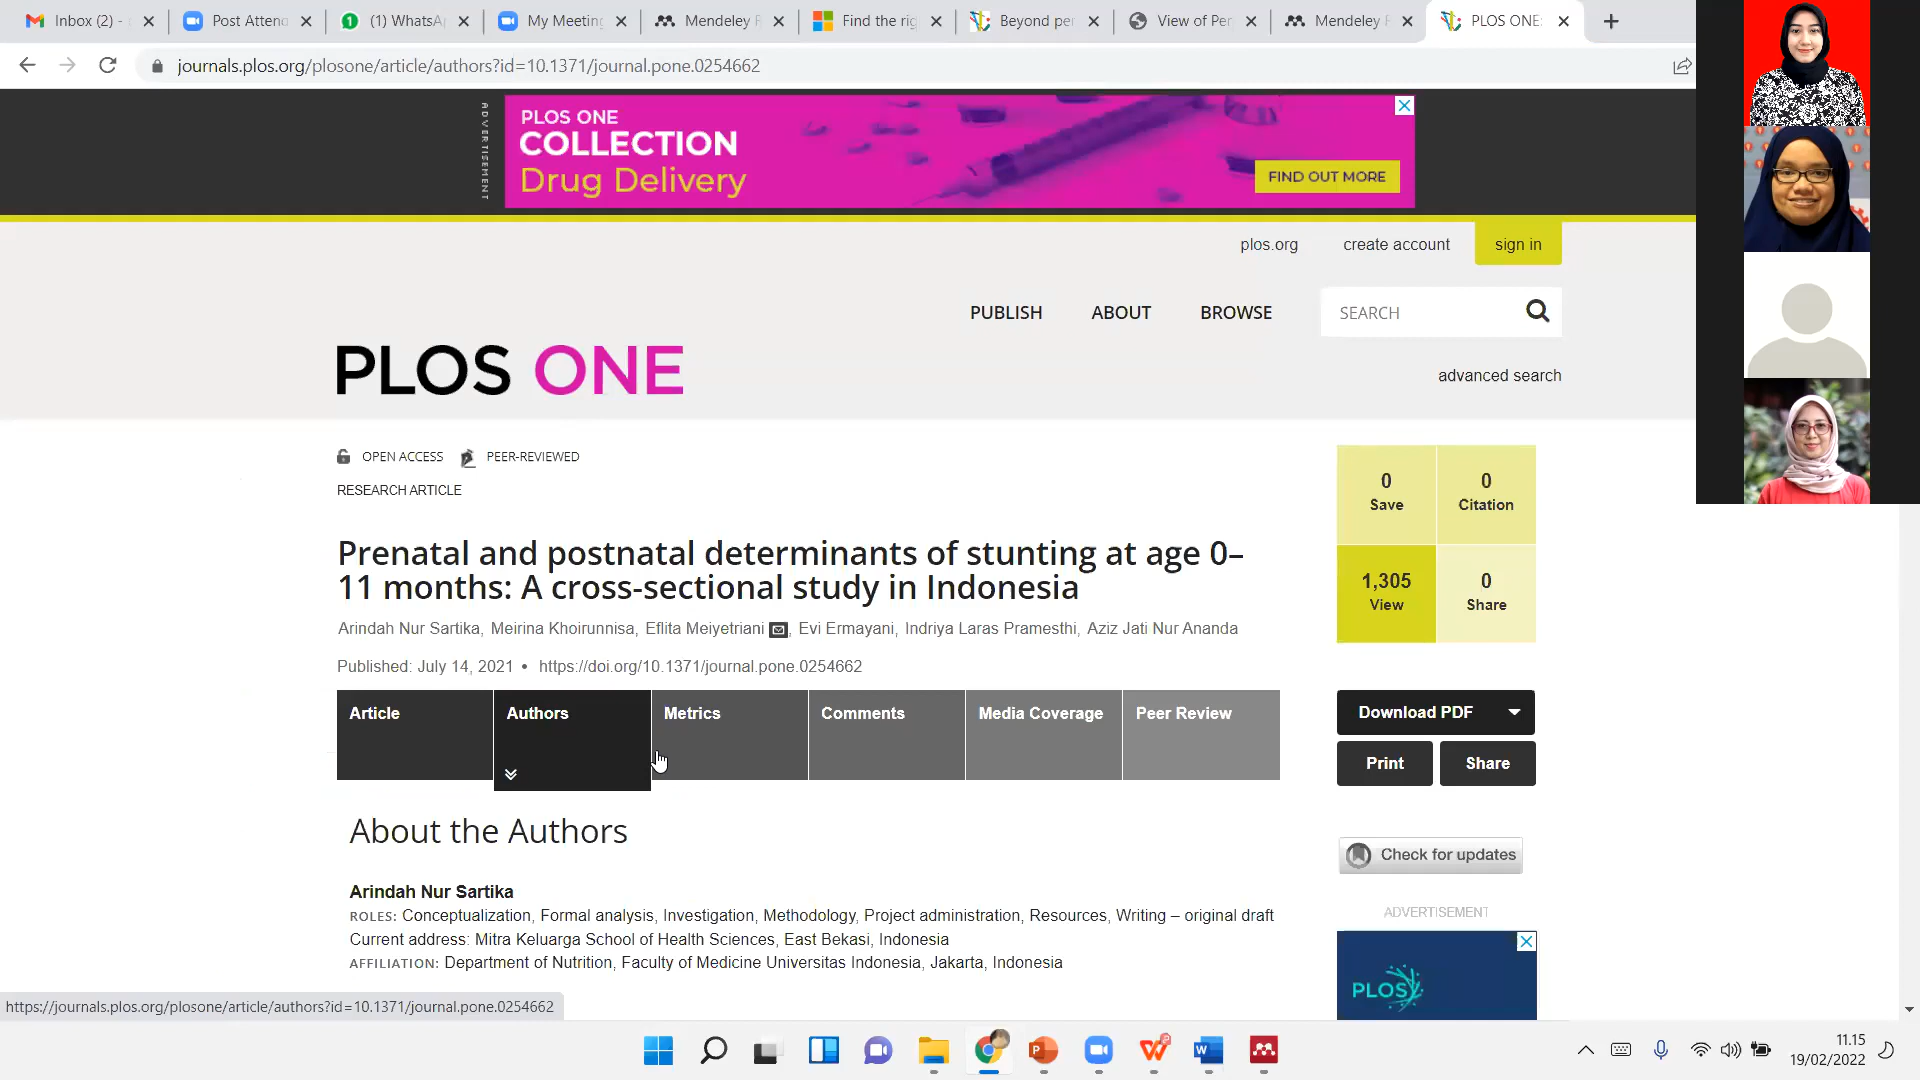 Inbox (2) -
Post Attend
(1) WhatsA
My Meeting
Mendeley R
Find the rig
Beyond per
View of Per
Mendeley R
PLOS ONE:
journals.plos.org/plosone/article/authors?id=10.1371/journal.pone.0254662
ADVERTISEMENT
PLOS ONE
COLLECTION
Drug Delivery
FIND OUT MORE
plos.org
create account
sign in
PUBLISH
ABOUT
BROWSE
SEARCH
PLOS ONE
advanced search
OPEN ACCESS
PEER-REVIEWED
RESEARCH ARTICLE
0
Save
0
Citation
1,305
View
0
Share
Prenatal and postnatal determinants of stunting at age 0–
11 months: A cross-sectional study in Indonesia
Arindah Nur Sartika, Meirina Khoirunnisa, Eflita Meiyetriani, Evi Ermayani, Indriya Laras Pramesthi, Aziz Jati Nur Ananda
Published: July 14, 2021 • https://doi.org/10.1371/journal.pone.0254662
Article
Authors
Metrics
Comments
Media Coverage
Peer Review
Download PDF
Print
Share
About the Authors
Check for updates
Arindah Nur Sartika
ROLES: Conceptualization, Formal analysis, Investigation, Methodology, Project administration, Resources, Writing – original draft
Current address: Mitra Keluarga School of Health Sciences, East Bekasi, Indonesia
AFFILIATION: Department of Nutrition, Faculty of Medicine Universitas Indonesia, Jakarta, Indonesia
ADVERTISEMENT
PLOS
https://journals.plos.org/plosone/article/authors?id=10.1371/journal.pone.0254662
11.15
19/02/2022